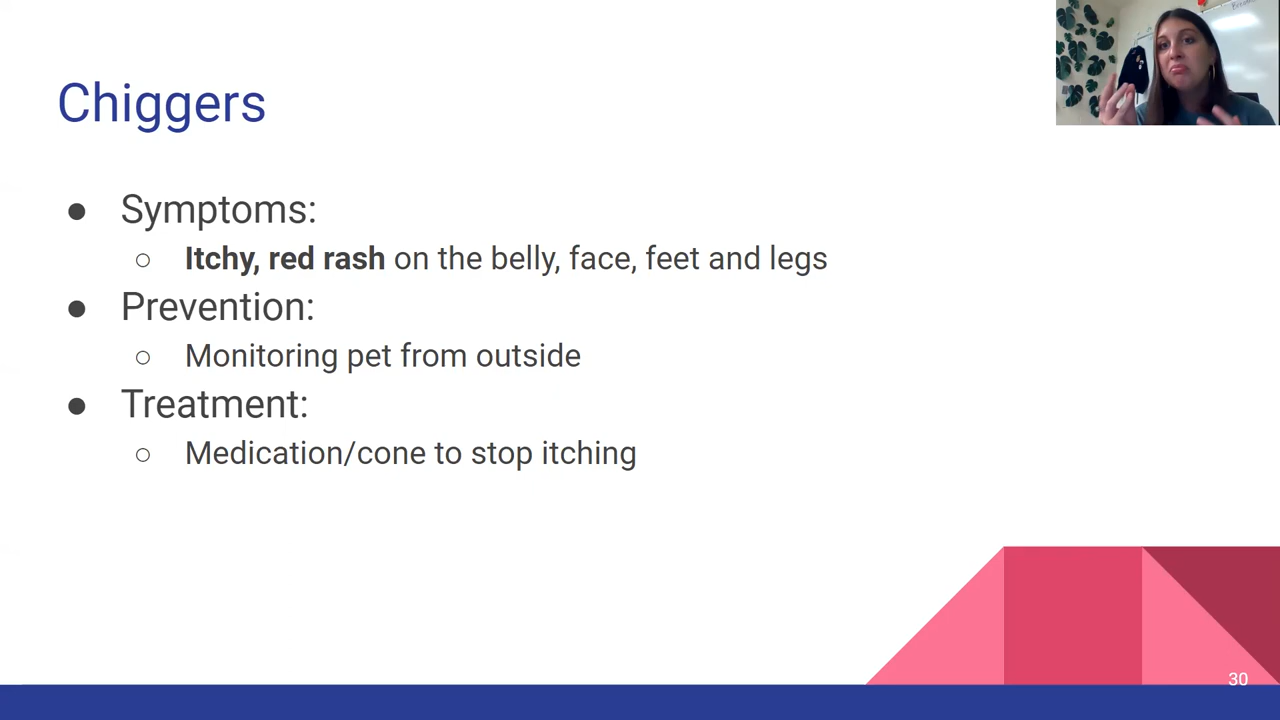 Chiggers
● Symptoms:
○ Itchy, red rash on the belly, face, feet and legs
● Prevention:
○ Monitoring pet from outside
● Treatment:
○ Medication/cone to stop itching
30